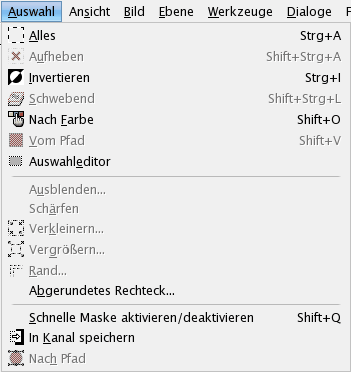 Auswahl Ansicht Bild Ebene Werkzeuge Dialoge F
Alles Strg+A
Aufheben Shift+Strg+A
Invertieren Strg+I
Schwebend Shift+Strg+L
Nach Farbe Shift+O
Vom Pfad Shift+V
Auswahleditor
Ausblenden...
Schärfen
Verkleinern...
Vergrößern...
Rand...
Abgerundetes Rechteck...
Schnelle Maske aktivieren/deaktivieren Shift+Q
In Kanal speichern
Nach Pfad